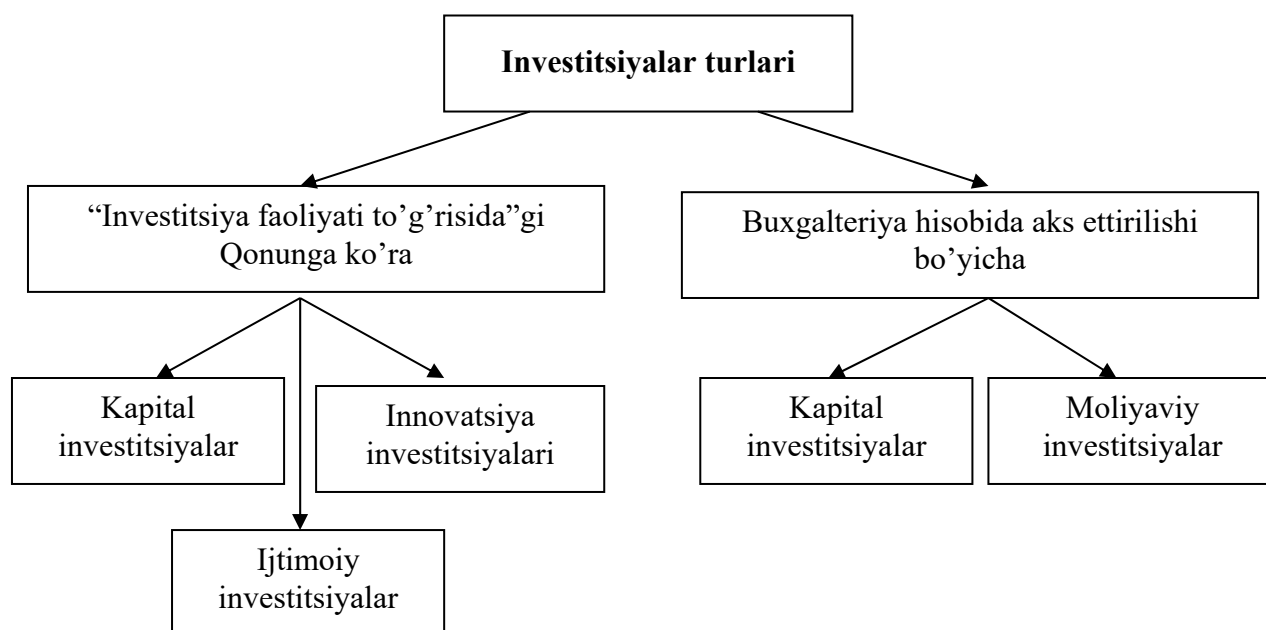 Investitsiyalar turlari
“Investitsiya faoliyati to’g’risida”gi
Qonunga ko’ra
Buxgalteriya hisobida aks ettirilishi
bo’yicha
Kapital
investitsiyalar
Innovatsiya
investitsiyalari
Kapital
investitsiyalar
Moliyaviy
investitsiyalar
Ijtimoiy
investitsiyalar